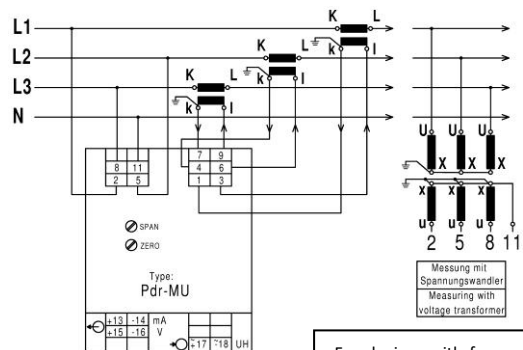 K L
L1
K L k l
L2
K L k l
L3
k l
N
7 9
8 11 4 6
2 5 1 3
SPAN
ZERO
Type:
Pdr-MU
+13 -14 mA
+15 -16 V
~17 ~18 UH
U U U
X X X
x x x
u u u
2 5 8 11
Messung mit
Spannungswandler
Measuring with
voltage transformer